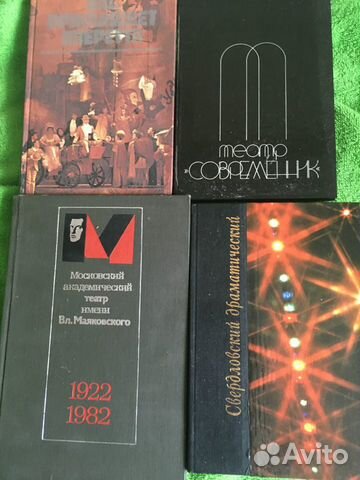 театр
«СОВРЕМЕННИК»
М
Московский
академический
театр
имени
Вл. Маяковского
1922
1982
Свердловский драматический
Avito